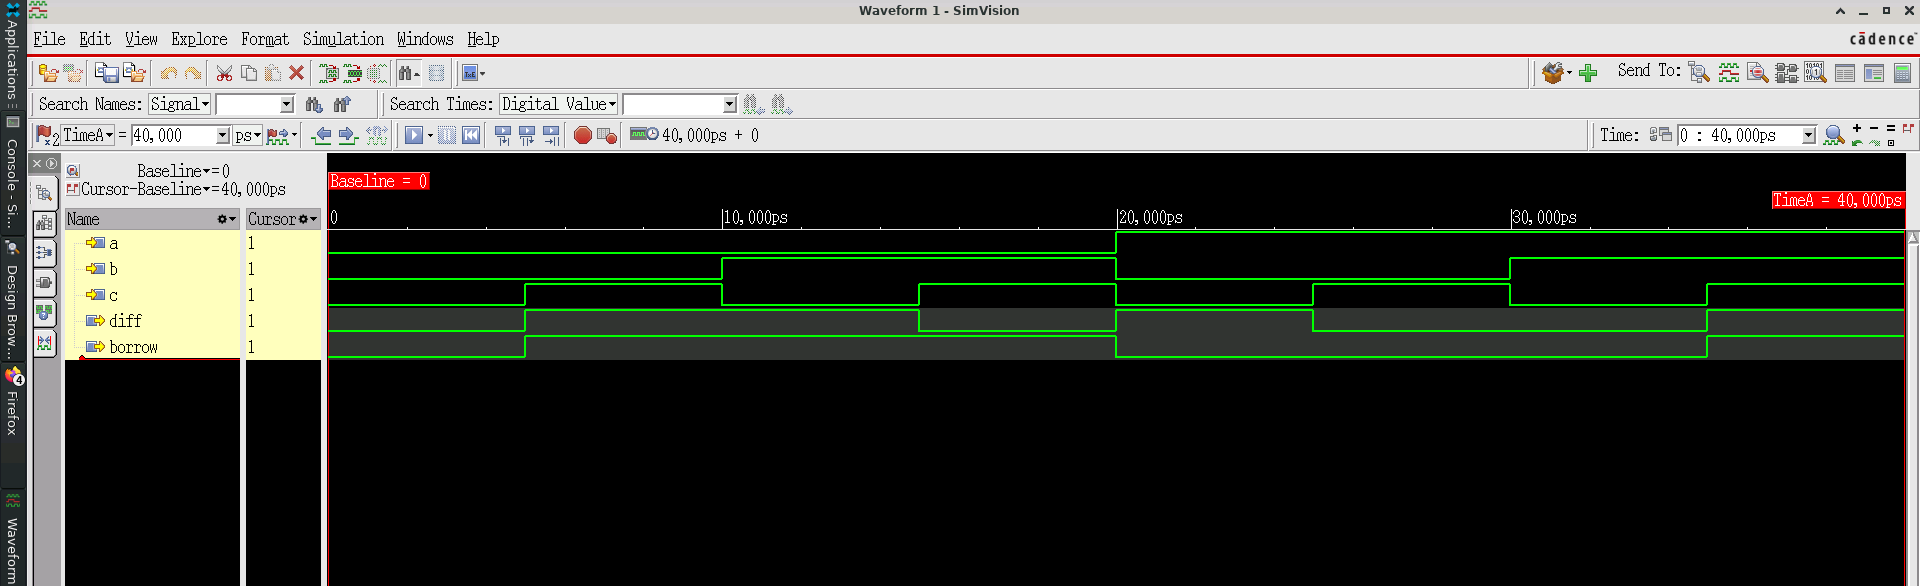 Waveform 1 - SimVision
File Edit View Explore Format Simulation Windows Help
cādence
Send To:
Search Names: Signal
Search Times: Digital Value
TimeA = 40,000 ps
40,000ps + 0
Time: 0 : 40,000ps
Baseline=0
Cursor-Baseline=40,000ps
Name Cursor
Baseline = 0
TimeA = 40,000ps
0 10,000ps 20,000ps 30,000ps
a 1
b 1
c 1
diff 1
borrow 1
Applications
Console - Si...
Design Brow...
4
Firefox
Waveform